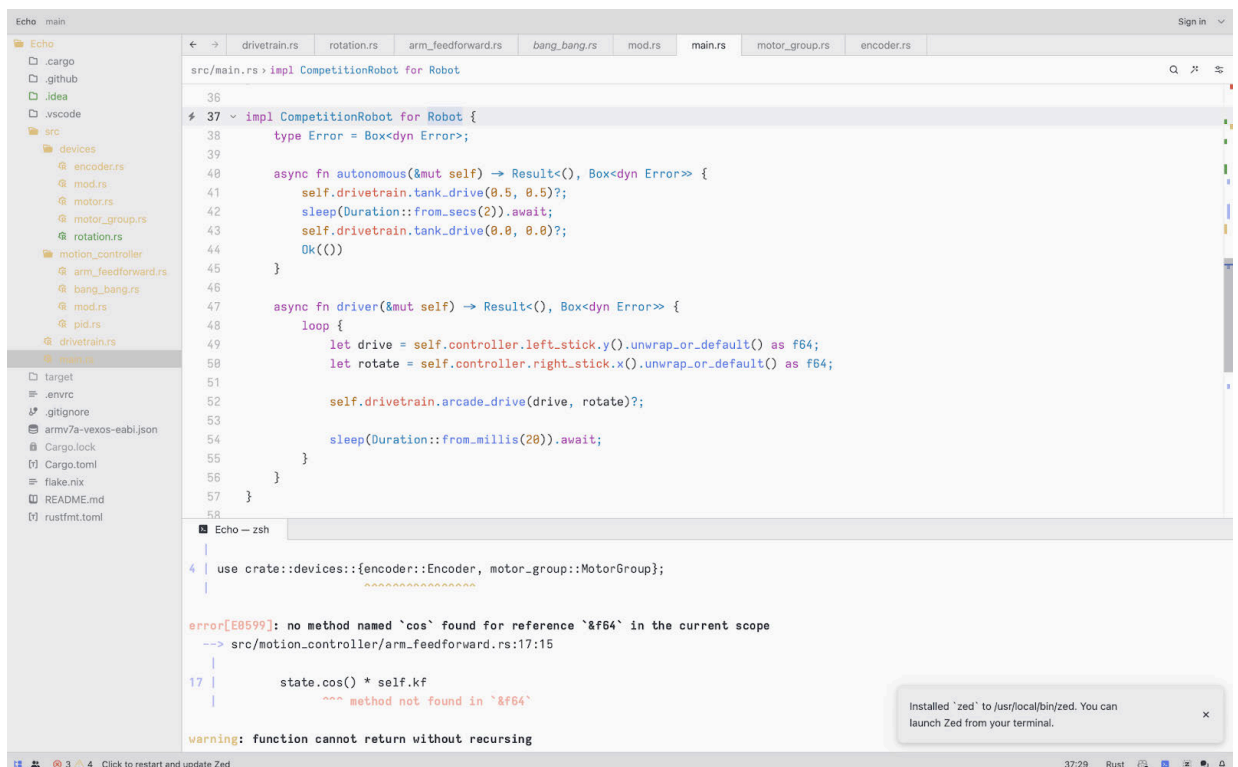 Echo main
Sign in
Echo
.cargo
.github
.idea
.vscode
src
devices
encoder.rs
mod.rs
motor.rs
motor_group.rs
rotation.rs
motion_controller
arm_feedforward.rs
bang_bang.rs
mod.rs
pid.rs
drivetrain.rs
target
.envrc
.gitignore
armv7a-vexos-eabi.json
Cargo.lock
Cargo.toml
flake.nix
README.md
rustfmt.toml
drivetrain.rs rotation.rs arm_feedforward.rs bang_bang.rs mod.rs main.rs motor_group.rs encoder.rs
src/main.rs › impl CompetitionRobot for Robot
36
37 impl CompetitionRobot for Robot {
38 type Error = Box<dyn Error>;
39
40 async fn autonomous(&mut self) → Result<(), Box<dyn Error>> {
41 self.drivetrain.tank_drive(0.5, 0.5)?;
42 sleep(Duration::from_secs(2)).await;
43 self.drivetrain.tank_drive(0.0, 0.0)?;
44 Ok(())
45 }
46
47 async fn driver(&mut self) → Result<(), Box<dyn Error>> {
48 loop {
49 let drive = self.controller.left_stick.y().unwrap_or_default() as f64;
50 let rotate = self.controller.right_stick.x().unwrap_or_default() as f64;
51
52 self.drivetrain.arcade_drive(drive, rotate)?;
53
54 sleep(Duration::from_millis(20)).await;
55 }
56 }
57 }
58
Echo — zsh
|
4 | use crate::devices::{encoder::Encoder, motor_group::MotorGroup};
| ^^^^^^^^^^^^^^^^
error[E0599]: no method named `cos` found for reference `&f64` in the current scope
--> src/motion_controller/arm_feedforward.rs:17:15
|
17 | state.cos() * self.kf
| ^^^ method not found in `&f64`
warning: function cannot return without recursing
Installed `zed` to /usr/local/bin/zed. You can
launch Zed from your terminal.
3 4 Click to restart and update Zed
37:29 Rust